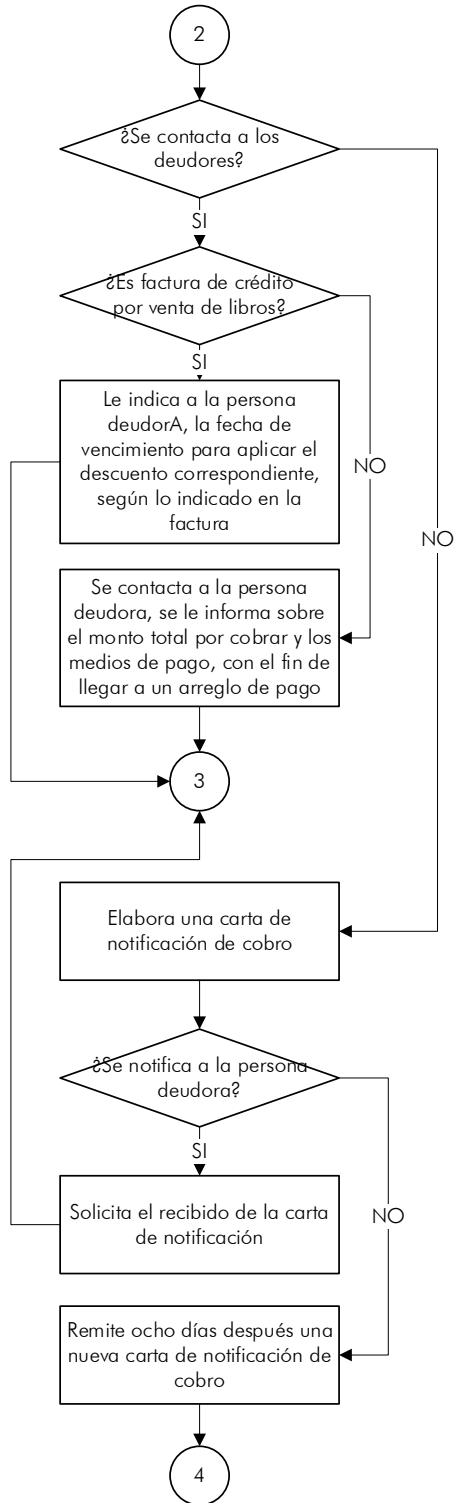 2
¿Se contacta a los
deudores?
SI
¿Es factura de crédito
por venta de libros?
SI
Le indica a la persona
deudorA, la fecha de
vencimiento para aplicar el
descuento correspondiente,
según lo indicado en la
factura
NO
NO
Se contacta a la persona
deudora, se le informa sobre
el monto total por cobrar y los
medios de pago, con el fin de
llegar a un arreglo de pago
3
Elabora una carta de
notificación de cobro
¿Se notifica a la persona
deudora?
SI
Solicita el recibido de la carta
de notificación
NO
Remite ocho días después una
nueva carta de notificación de
cobro
4